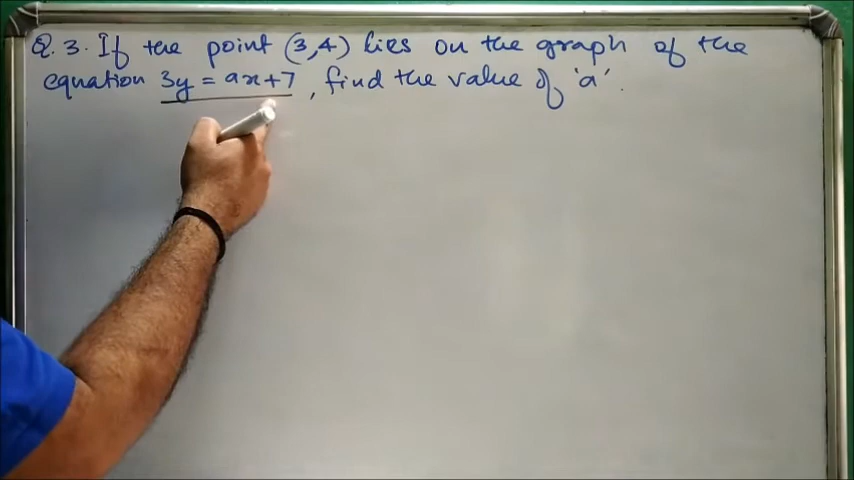 Q.3. If the point (3,4) lies on the graph of the
equation 3y = ax+7, find the value of 'a'.